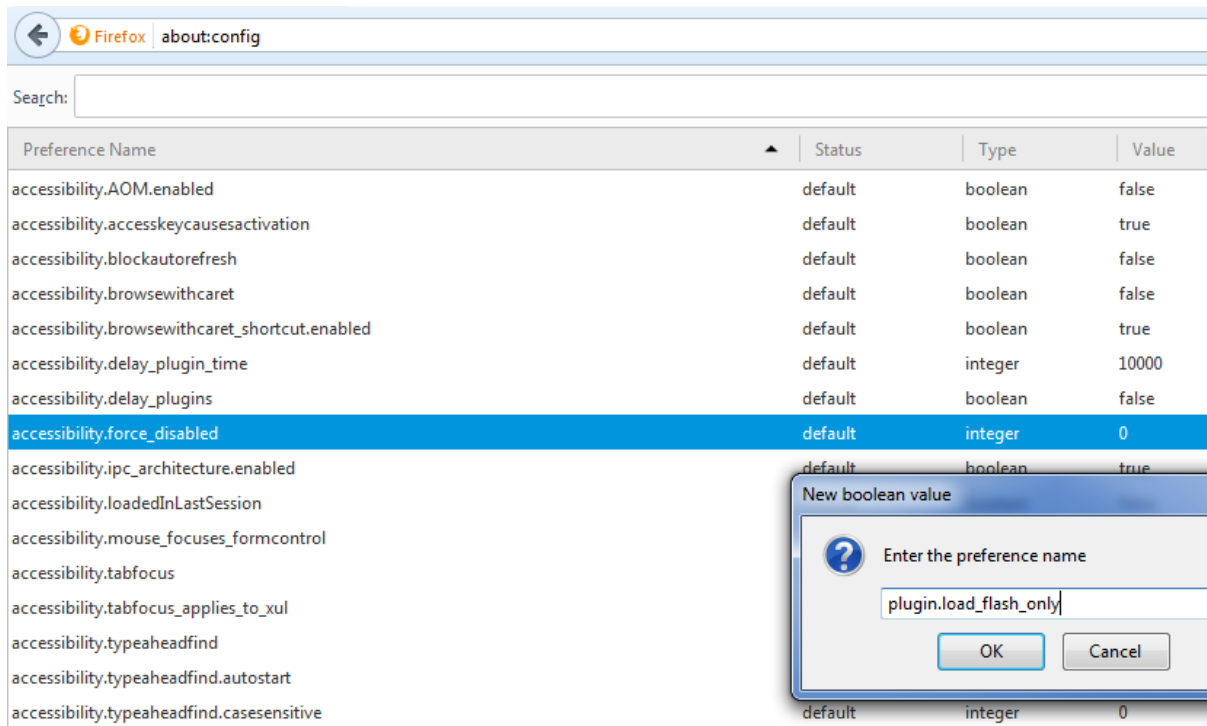 Firefox about:config
Search:
Preference Name Status Type Value
accessibility.AOM.enabled default boolean false
accessibility.accesskeycausesactivation default boolean true
accessibility.blockautorefresh default boolean false
accessibility.browsewithcaret default boolean false
accessibility.browsewithcaret_shortcut.enabled default boolean true
accessibility.delay_plugin_time default integer 10000
accessibility.delay_plugins default boolean false
accessibility.force_disabled default integer 0
accessibility.ipc_architecture.enabled default boolean true
accessibility.loadedInLastSession
accessibility.mouse_focuses_formcontrol
accessibility.tabfocus
accessibility.tabfocus_applies_to_xul
accessibility.typeaheadfind
accessibility.typeaheadfind.autostart
accessibility.typeaheadfind.casesensitive default integer 0
New boolean value
Enter the preference name
plugin.load_flash_only
OK Cancel